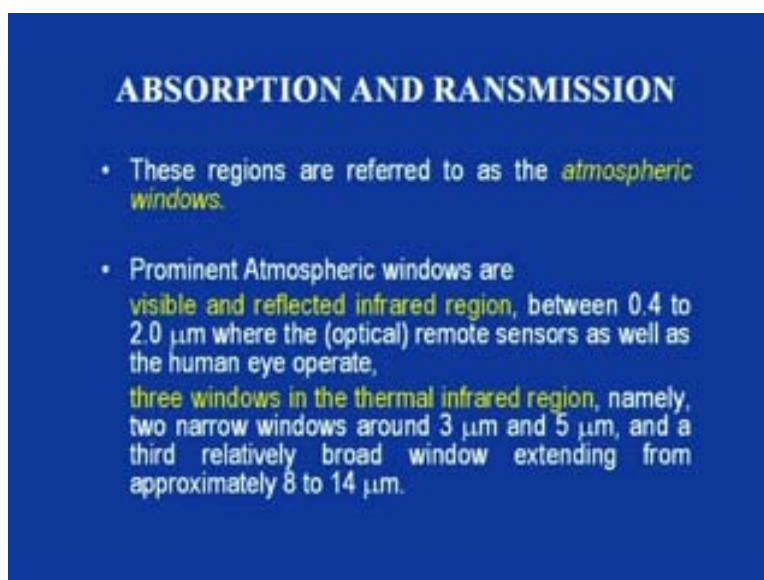 ABSORPTION AND RANSMISSION
• These regions are referred to as the atmospheric
windows.
• Prominent Atmospheric windows are
visible and reflected infrared region, between 0.4 to
2.0 μm where the (optical) remote sensors as well as
the human eye operate,
three windows in the thermal infrared region, namely,
two narrow windows around 3 μm and 5 μm, and a
third relatively broad window extending from
approximately 8 to 14 μm.